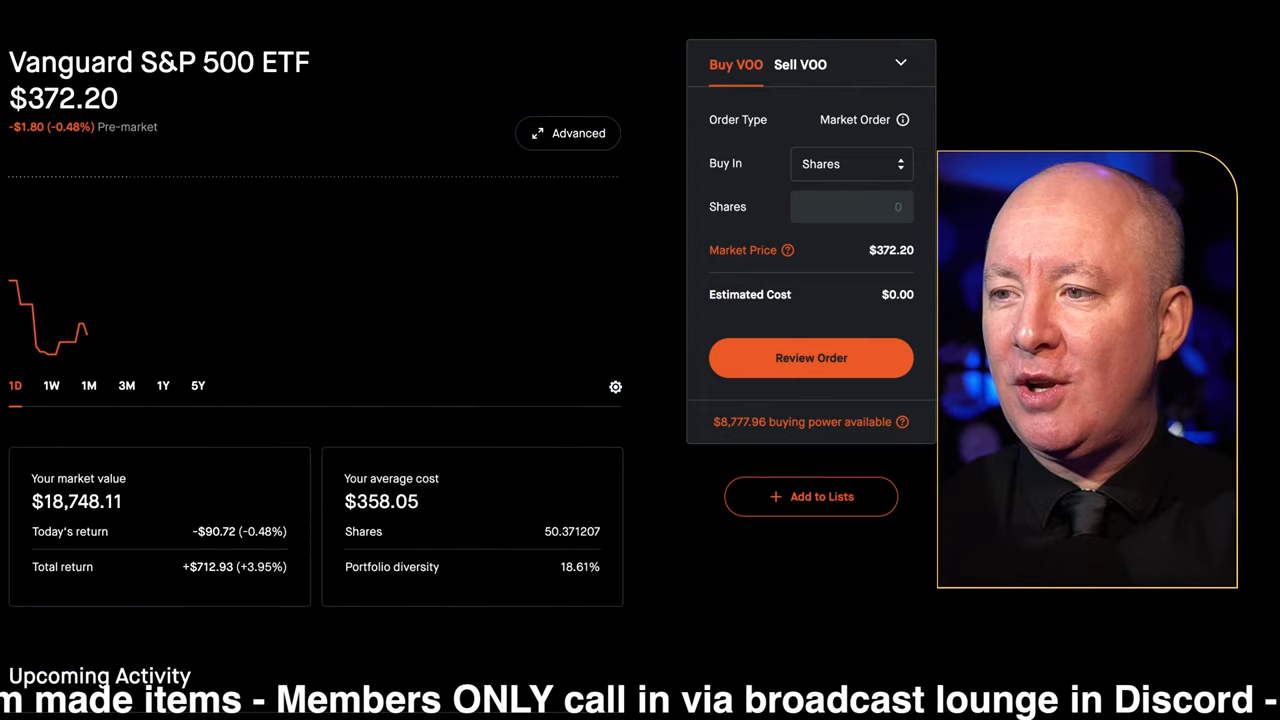 Vanguard S&P 500 ETF
$372.20
-$1.80 (-0.48%) Pre-market
Advanced
1D 1W 1M 3M 1Y 5Y
Your market value
$18,748.11
Today's return -$90.72 (-0.48%)
Total return +$712.93 (+3.95%)
Your average cost
$358.05
Shares 50.371207
Portfolio diversity 18.61%
Buy VOO Sell VOO
Order Type Market Order
Buy In Shares
Shares 0
Market Price $372.20
Estimated Cost $0.00
Review Order
$8,777.96 buying power available
+ Add to Lists
Upcoming Activity
m made items - Members ONLY call in via broadcast lounge in Discord -